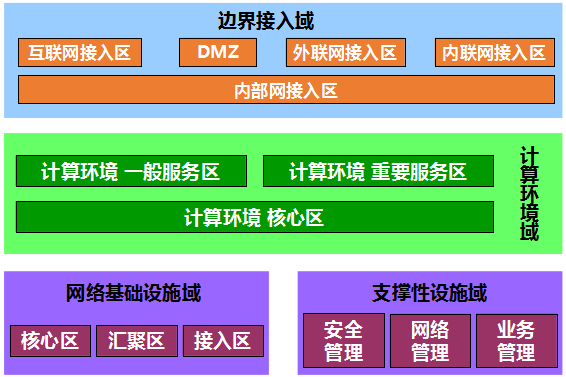 边界接入域
互联网接入区
DMZ
外联网接入区
内联网接入区
内部网接入区
计算环境 一般服务区
计算环境 重要服务区
计算环境 核心区
计算环境域
网络基础设施域
核心区
汇聚区
接入区
支撑性设施域
安全
管理
网络
管理
业务
管理